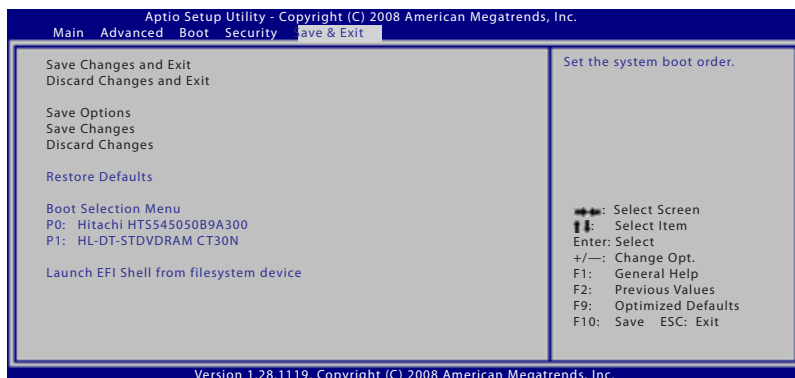 Aptio Setup Utility - Copyright (C) 2008 American Megatrends, Inc.
Main Advanced Boot Security Save & Exit
Save Changes and Exit
Discard Changes and Exit
Save Options
Save Changes
Discard Changes
Restore Defaults
Boot Selection Menu
P0: Hitachi HTS545050B9A300
P1: HL-DT-STDVDRAM CT30N
Launch EFI Shell from filesystem device
Set the system boot order.
: Select Screen
: Select Item
Enter: Select
+/—: Change Opt.
F1: General Help
F2: Previous Values
F9: Optimized Defaults
F10: Save ESC: Exit
Version 1.28.1119. Copyright (C) 2008 American Megatrends, Inc.